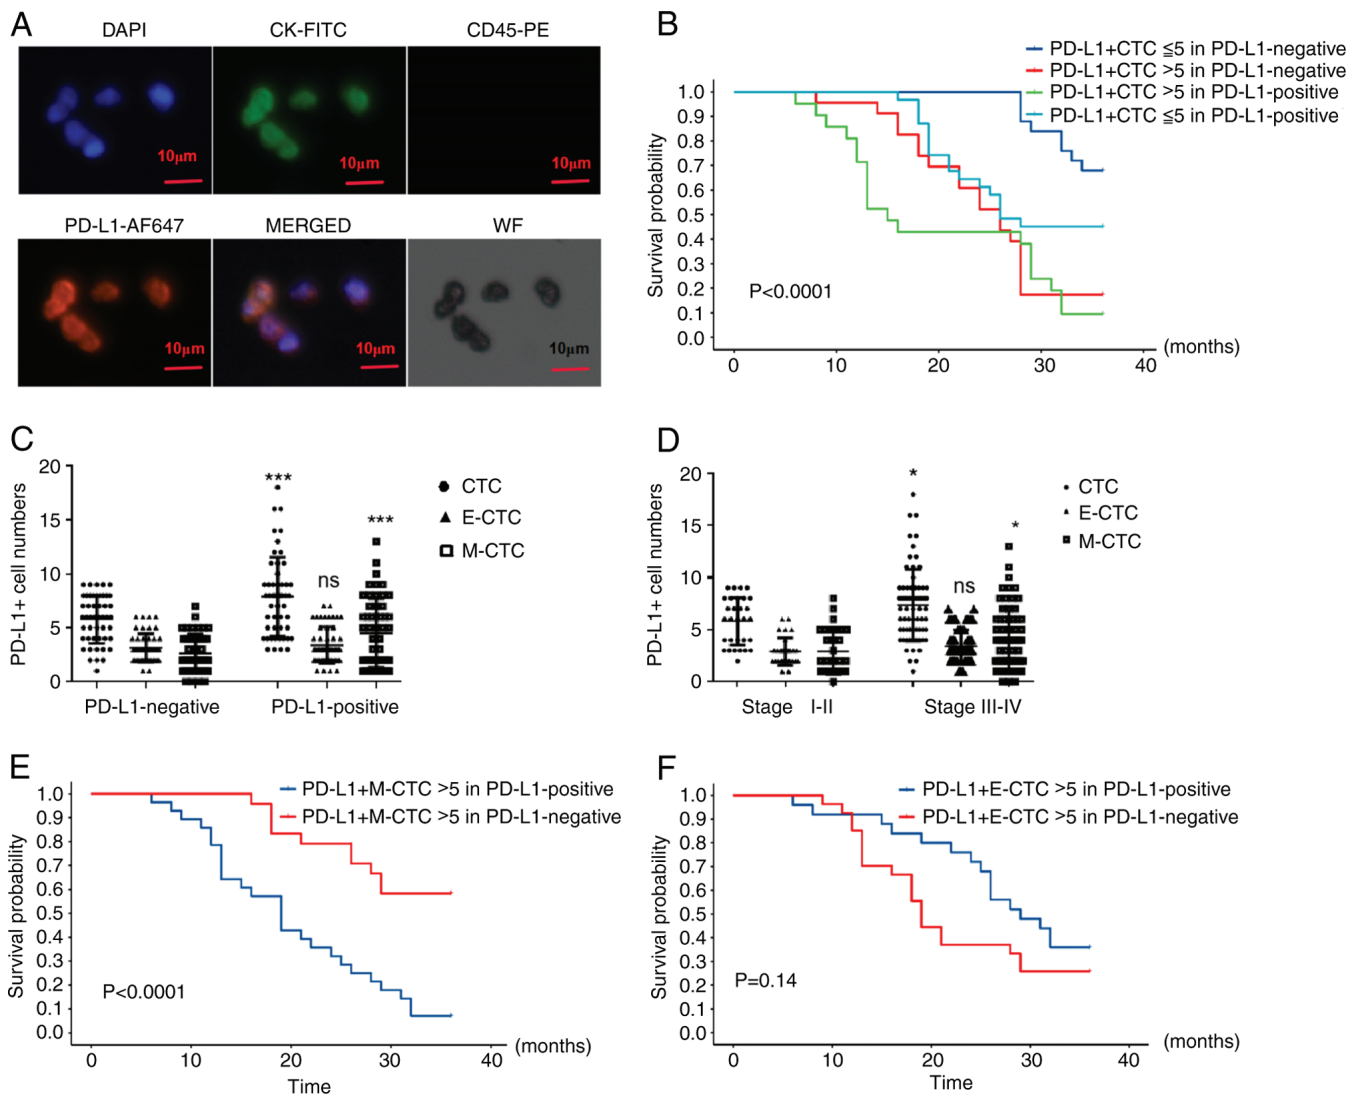 A
DAPI CK-FITC CD45-PE
10μm 10μm 10μm
PD-L1-AF647 MERGED WF
10μm 10μm 10μm
B
PD-L1+CTC ≦5 in PD-L1-negative
PD-L1+CTC >5 in PD-L1-negative
PD-L1+CTC >5 in PD-L1-positive
PD-L1+CTC ≦5 in PD-L1-positive
Survival probability
1.0
0.9
0.8
0.7
0.6
0.5
0.4
0.3
0.2
0.1
0.0
P<0.0001
0 10 20 30 40
(months)
C
PD-L1+ cell numbers
20
15
10
5
0
***
ns
***
CTC
E-CTC
M-CTC
PD-L1-negative PD-L1-positive
D
PD-L1+ cell numbers
20
15
10
5
0
*
ns
*
CTC
E-CTC
M-CTC
Stage I-II Stage III-IV
E
PD-L1+M-CTC >5 in PD-L1-positive
PD-L1+M-CTC >5 in PD-L1-negative
Survival probability
1.0
0.9
0.8
0.7
0.6
0.5
0.4
0.3
0.2
0.1
0.0
P<0.0001
0 10 20 30 40
(months)
Time
F
PD-L1+E-CTC >5 in PD-L1-positive
PD-L1+E-CTC >5 in PD-L1-negative
Survival probability
1.0
0.9
0.8
0.7
0.6
0.5
0.4
0.3
0.2
0.1
0.0
P=0.14
0 10 20 30 40
(months)
Time